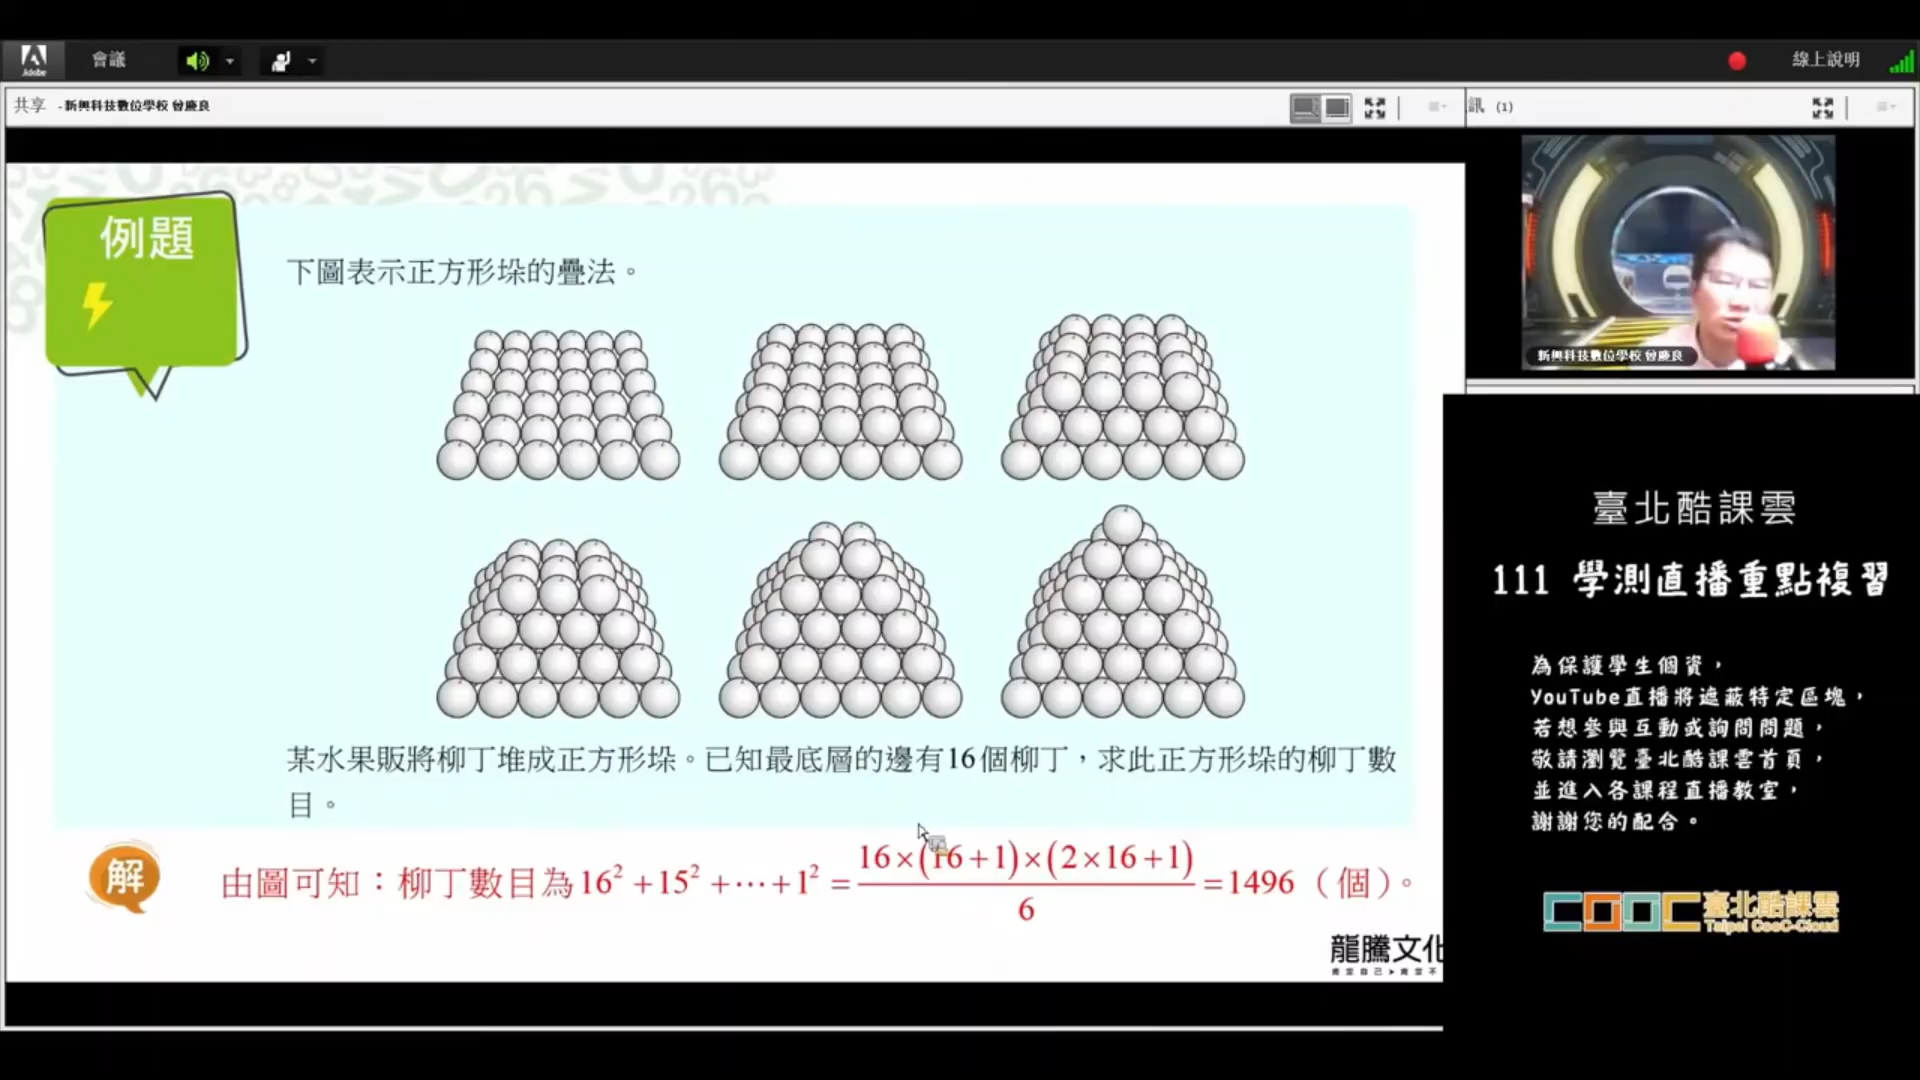 Adobe
會議
線上說明
共享 - 新興科技數位學校 曾慶良
訊 (1)
例題
下圖表示正方形垛的疊法。
新興科技數位學校 曾慶良
某水果販將柳丁堆成正方形垛。已知最底層的邊有16個柳丁，求此正方形垛的柳丁數
目。
解
由圖可知：柳丁數目為16²+15²+⋯+1²=16×(16+1)×(2×16+1)/6=1496（個）。
龍騰文化
臺北酷課雲
111 學測直播重點複習
為保護學生個資，
YouTube直播將遮蔽特定區塊，
若想參與互動或詢問問題，
敬請瀏覽臺北酷課雲首頁，
並進入各課程直播教室，
謝謝您的配合。
COOC 臺北酷課雲
Taipei CooC-Cloud